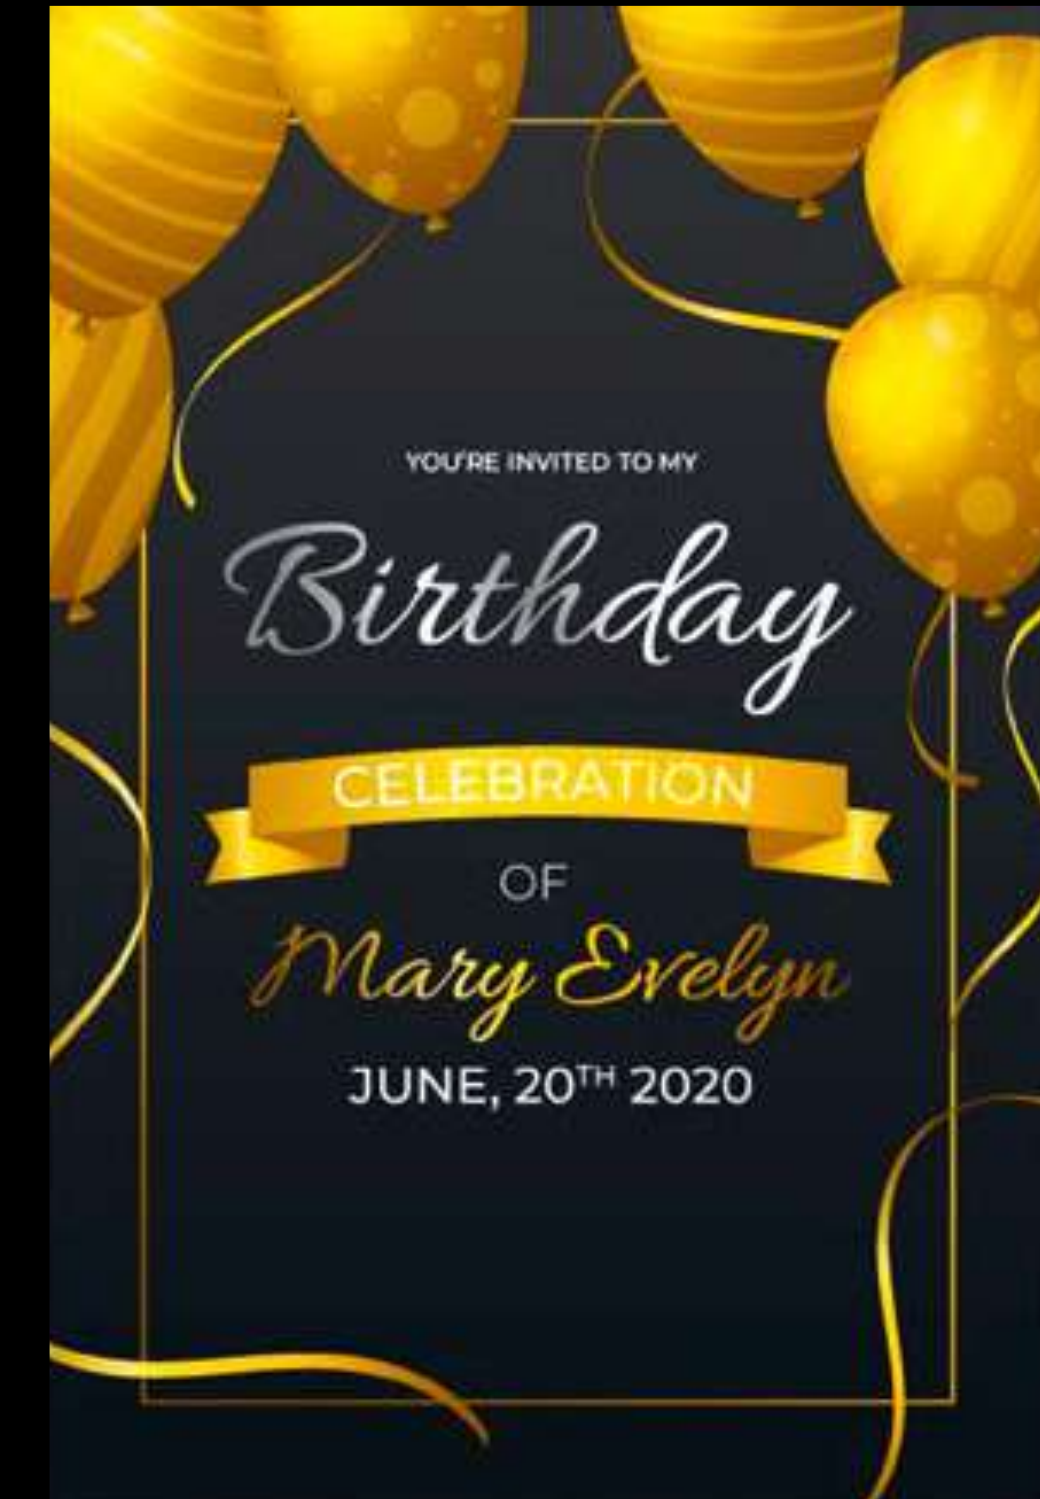 YOU'RE INVITED TO MY
Birthday
CELEBRATION
OF
Mary Evelyn
JUNE, 20TH 2020